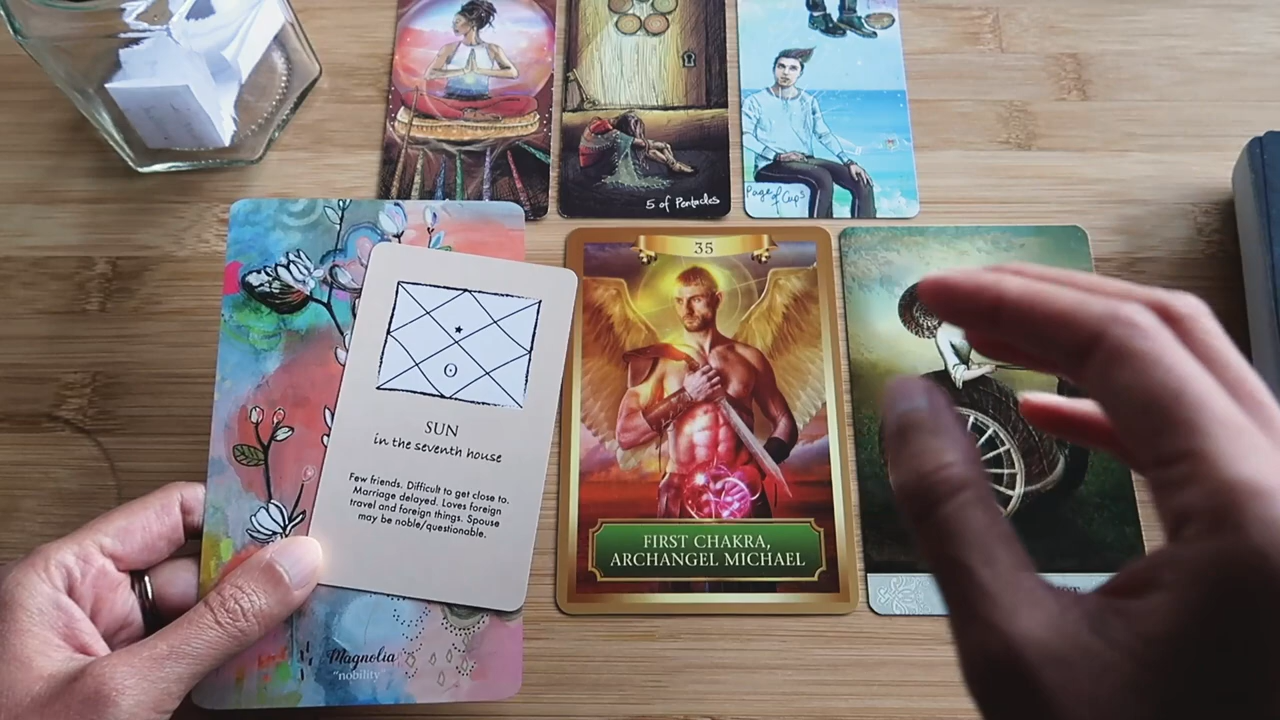 5 of Pentacles
Page of Cups
35
SUN
in the seventh house
Few friends. Difficult to get close to.
Marriage delayed. Loves foreign
travel and foreign things. Spouse
may be noble/questionable.
FIRST CHAKRA,
ARCHANGEL MICHAEL
Magnolia
"nobility"